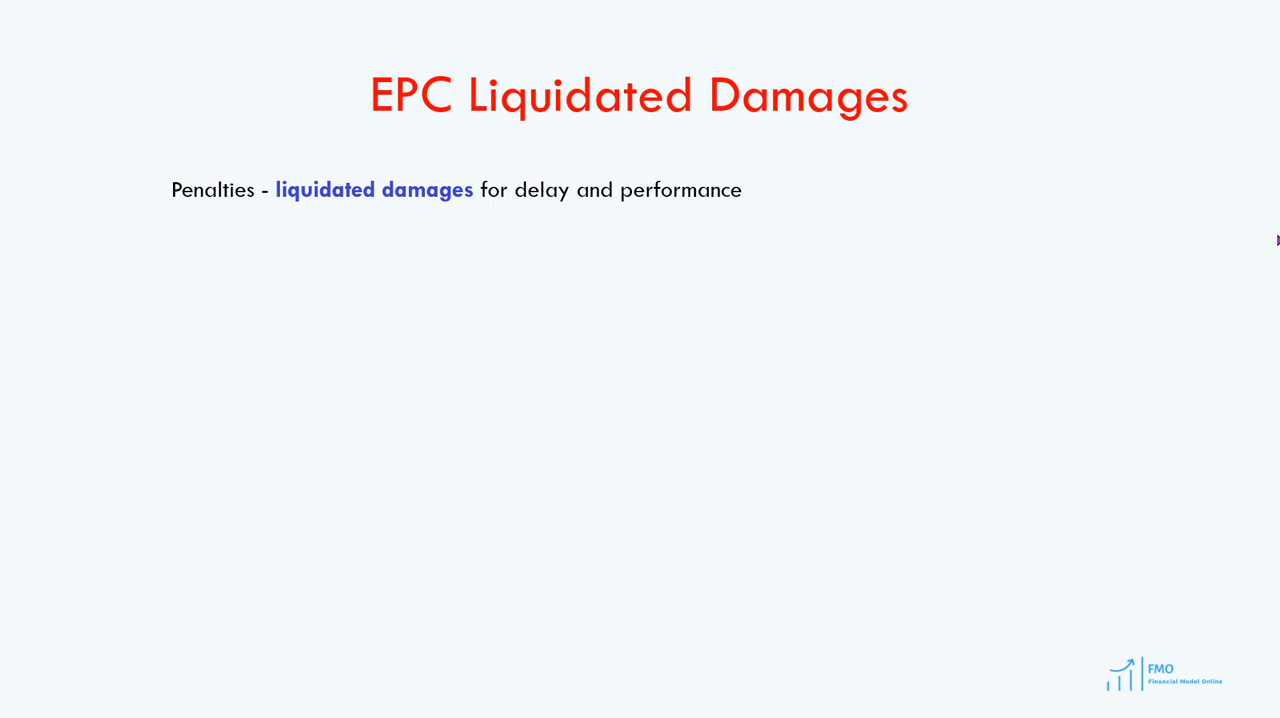 EPC Liquidated Damages
Penalties - liquidated damages for delay and performance
FMO
Financial Model Online